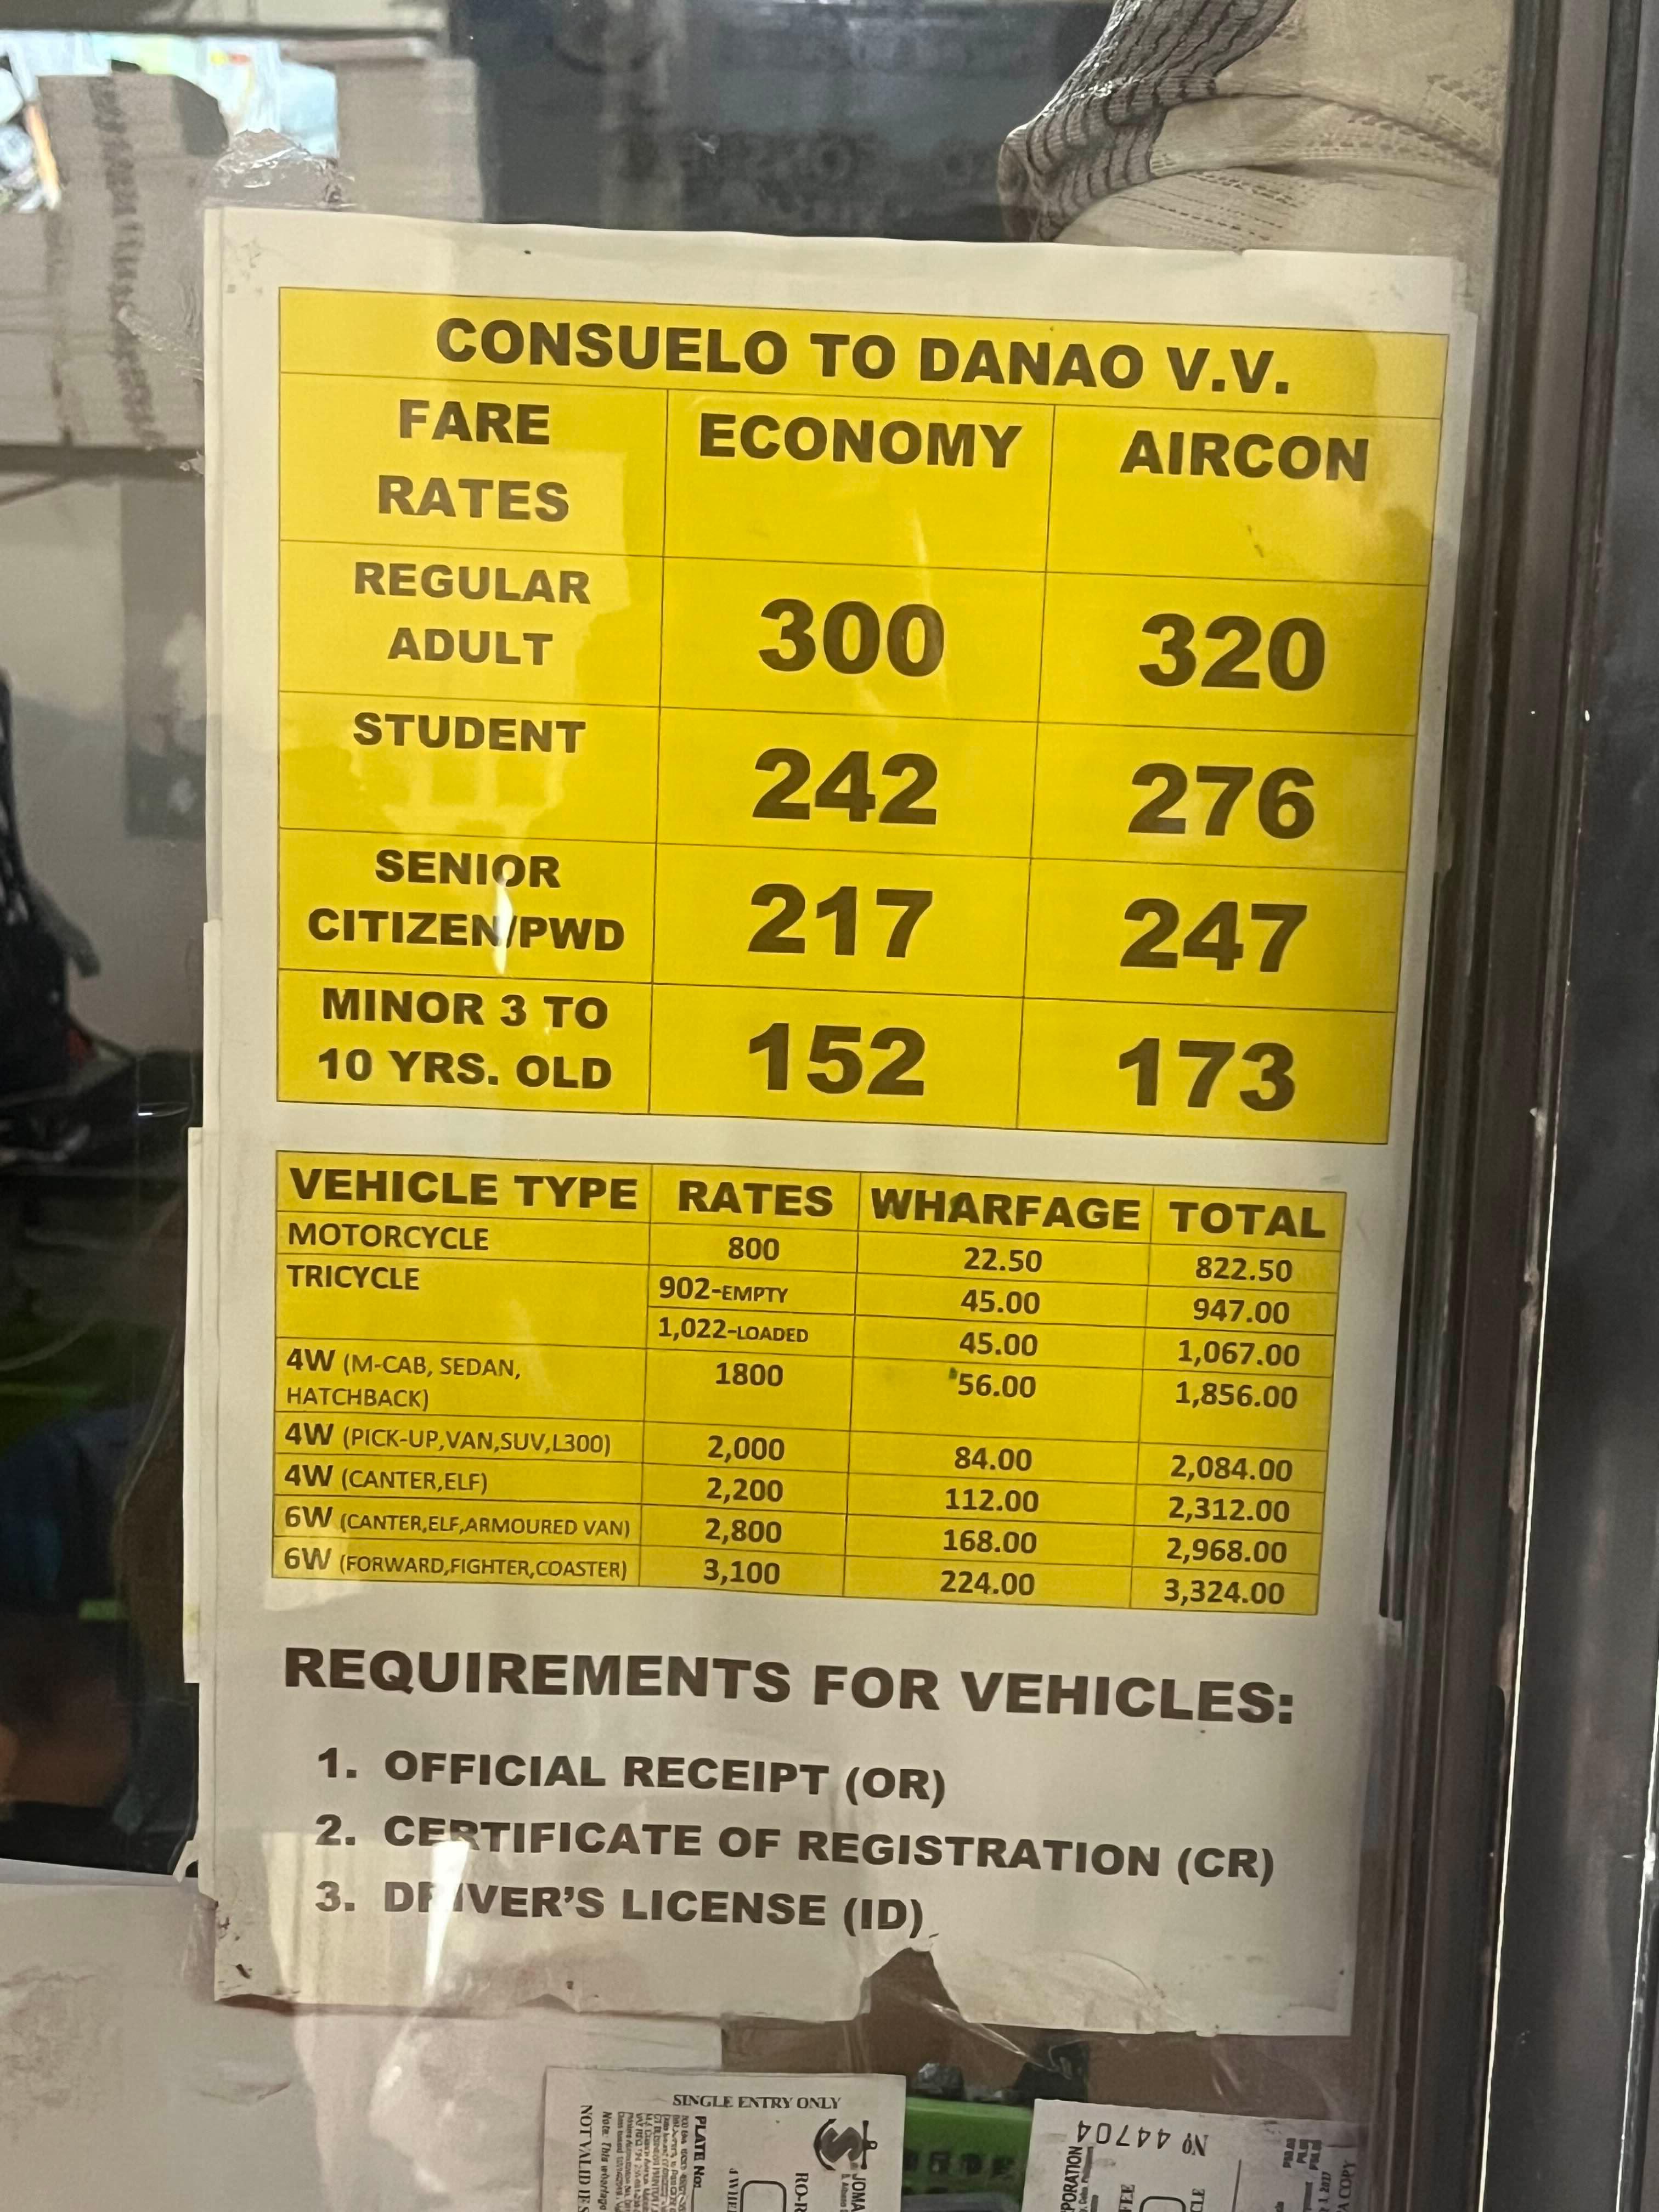 CONSUELO TO DANAO V.V.
FARE RATES ECONOMY AIRCON
REGULAR ADULT 300 320
STUDENT 242 276
SENIOR CITIZEN/PWD 217 247
MINOR 3 TO 10 YRS. OLD 152 173
VEHICLE TYPE RATES WHARFAGE TOTAL
MOTORCYCLE 800 22.50 822.50
TRICYCLE 902-EMPTY 45.00 947.00
1,022-LOADED 45.00 1,067.00
4W (M-CAB, SEDAN, HATCHBACK) 1800 56.00 1,856.00
4W (PICK-UP,VAN,SUV,L300) 2,000 84.00 2,084.00
4W (CANTER,ELF) 2,200 112.00 2,312.00
6W (CANTER,ELF,ARMOURED VAN) 2,800 168.00 2,968.00
6W (FORWARD,FIGHTER,COASTER) 3,100 224.00 3,324.00
REQUIREMENTS FOR VEHICLES:
1. OFFICIAL RECEIPT (OR)
2. CERTIFICATE OF REGISTRATION (CR)
3. DRIVER'S LICENSE (ID)
SINGLE ENTRY ONLY
PLATE No:
JOMA
№ 44704